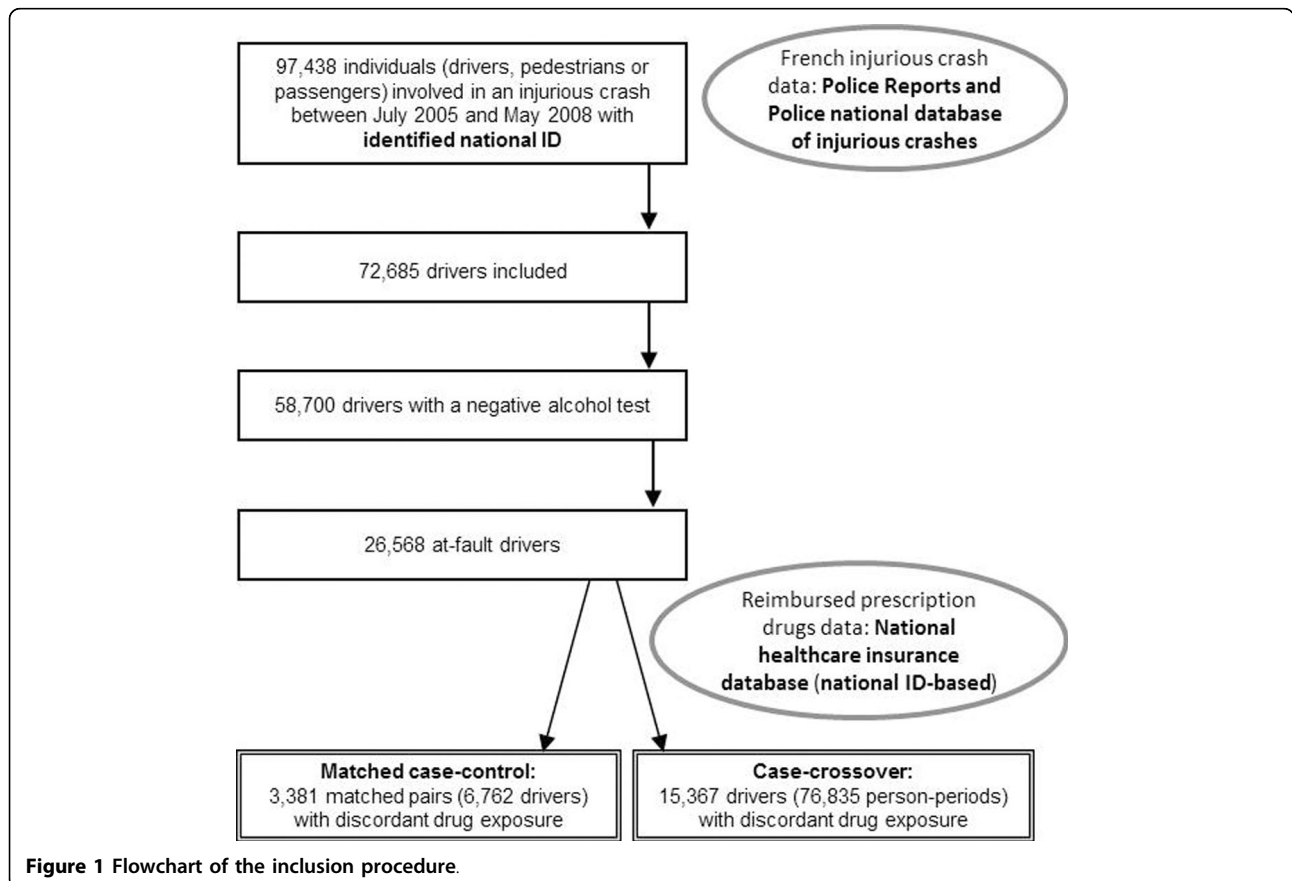 97,438 individuals (drivers, pedestrians or
passengers) involved in an injurious crash
between July 2005 and May 2008 with
identified national ID
French injurious crash
data: Police Reports and
Police national database
of injurious crashes
72,685 drivers included
58,700 drivers with a negative alcohol test
26,568 at-fault drivers
Reimbursed prescription
drugs data: National
healthcare insurance
database (national ID-based)
Matched case-control:
3,381 matched pairs (6,762 drivers)
with discordant drug exposure
Case-crossover:
15,367 drivers (76,835 person-periods)
with discordant drug exposure
Figure 1 Flowchart of the inclusion procedure.